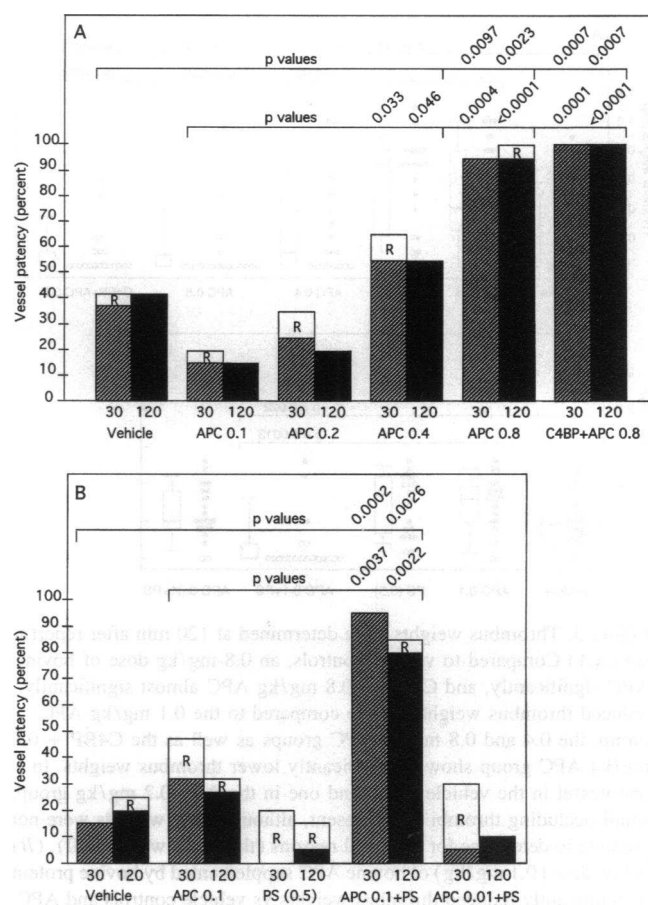 A
0.0097 0.0023 0.0007 0.0007
p values
0.033 0.046 0.0004 <0.0001 0.0001 <0.0001
p values
Vessel patency (percent)
100
90
80
70
60
50
40
30
20
10
0
R R R R R
30 120 30 120 30 120 30 120 30 120 30 120
Vehicle APC 0.1 APC 0.2 APC 0.4 APC 0.8 C4BP+APC 0.8
B
0.0002 0.0026
p values
0.0037 0.0022
p values
Vessel patency (percent)
100
90
80
70
60
50
40
30
20
10
0
R R R R R R R
30 120 30 120 30 120 30 120 30 120
Vehicle APC 0.1 PS (0.5) APC 0.1+PS APC 0.01+PS